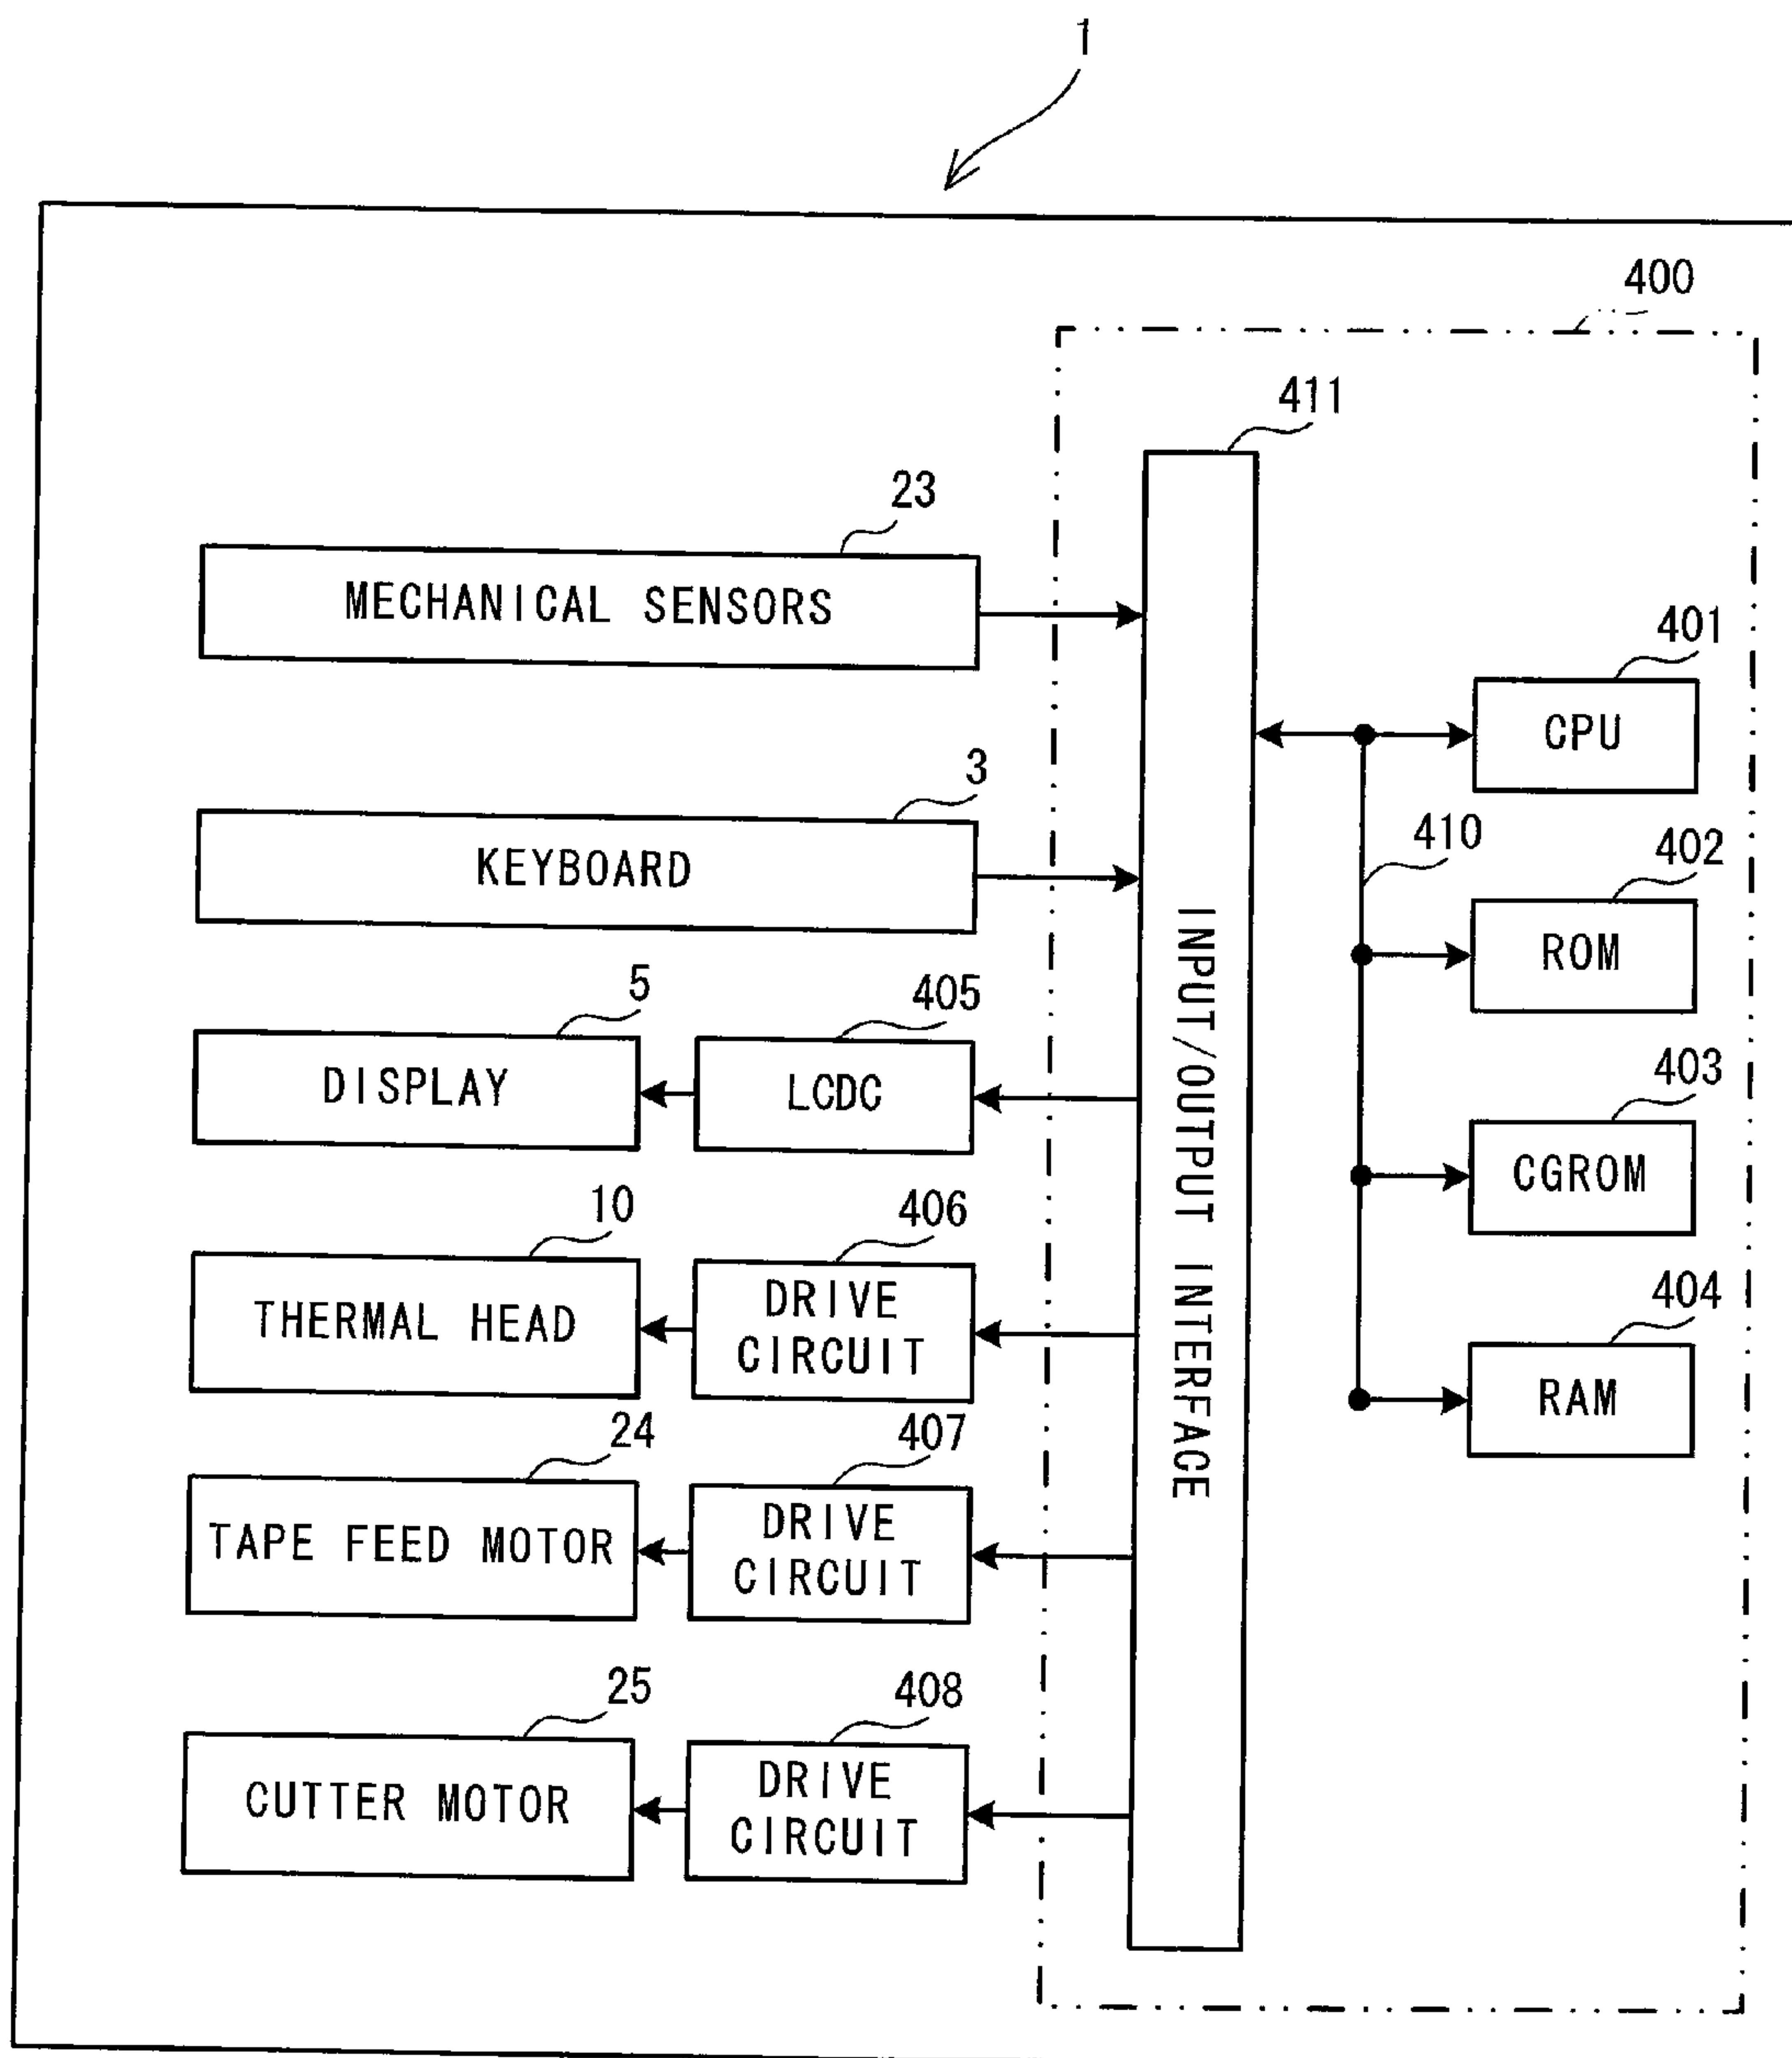 1
400
411
23
MECHANICAL SENSORS
401
CPU
3
KEYBOARD
410
402
ROM
INPUT/OUTPUT INTERFACE
5
DISPLAY
405
LCDC
403
CGROM
10
THERMAL HEAD
406
DRIVE
CIRCUIT
404
RAM
24
TAPE FEED MOTOR
407
DRIVE
CIRCUIT
25
CUTTER MOTOR
408
DRIVE
CIRCUIT